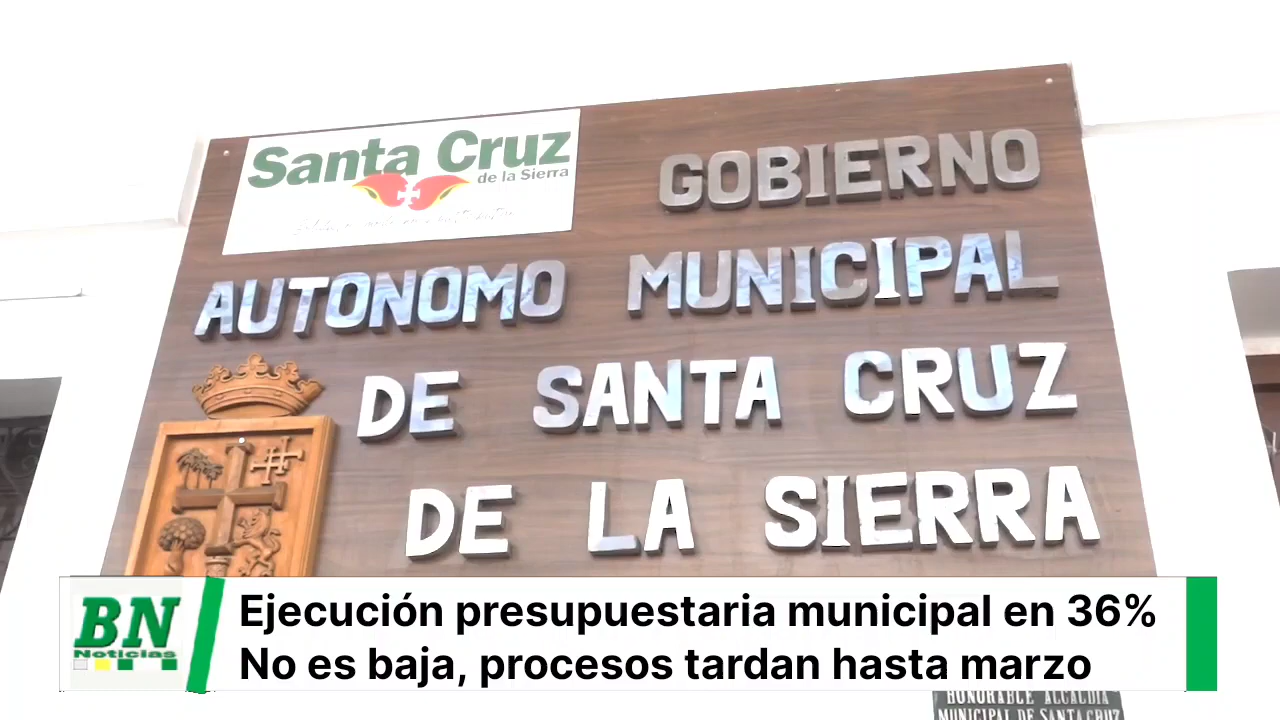 Santa Cruz
de la Sierra
GOBIERNO
AUTONOMO MUNICIPAL
DE SANTA CRUZ
DE LA SIERRA
BN
Noticias
Ejecución presupuestaria municipal en 36%
No es baja, procesos tardan hasta marzo
HONORABLE ALCALDIA
MUNICIPAL DE SANTA CRUZ